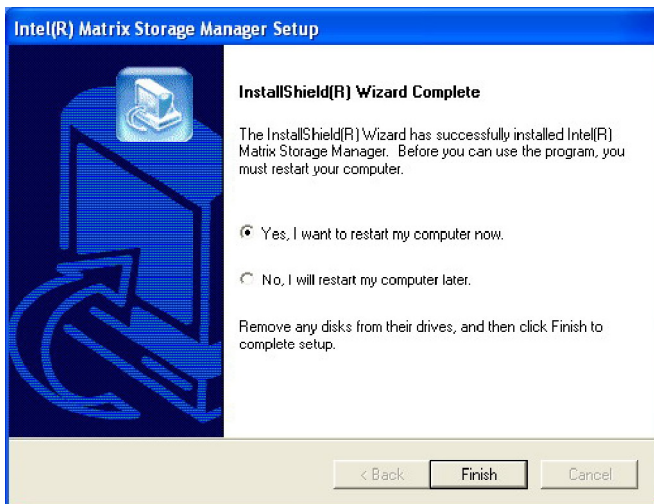 Intel(R) Matrix Storage Manager Setup
InstallShield(R) Wizard Complete
The InstallShield(R) Wizard has successfully installed Intel(R)
Matrix Storage Manager.  Before you can use the program, you
must restart your computer.
Yes, I want to restart my computer now.
No, I will restart my computer later.
Remove any disks from their drives, and then click Finish to
complete setup.
< Back Finish Cancel